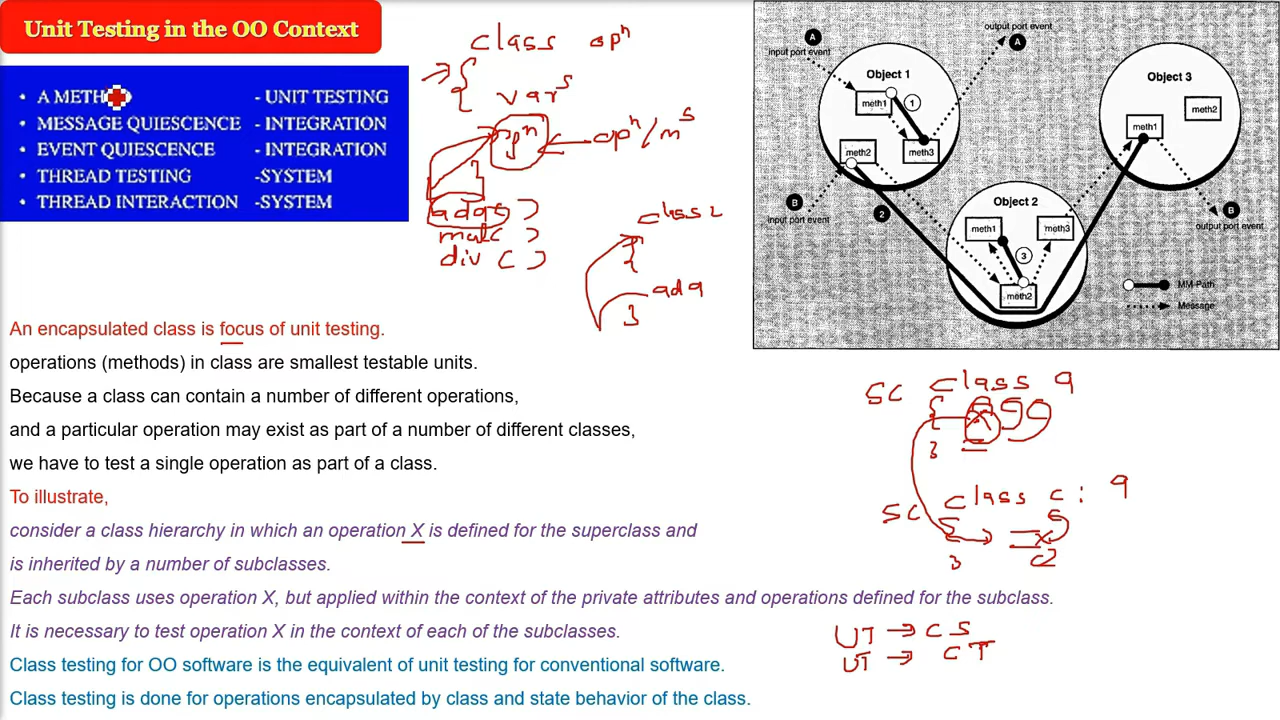 Unit Testing in the OO Context
• A METH - UNIT TESTING
• MESSAGE QUIESCENCE - INTEGRATION
• EVENT QUIESCENCE - INTEGRATION
• THREAD TESTING -SYSTEM
• THREAD INTERACTION -SYSTEM
class opn
{
vars
opn/ms
add( )
mul( )
div ( )
class 2
{
add
}
A
input port event
output port event
A
Object 1
meth1
1
meth2
meth3
B
input port event
2
Object 2
meth1
meth3
3
meth2
Object 3
meth2
meth1
B
output port event
MM-Path
Message
An encapsulated class is focus of unit testing.
operations (methods) in class are smallest testable units.
Because a class can contain a number of different operations,
and a particular operation may exist as part of a number of different classes,
we have to test a single operation as part of a class.
To illustrate,
consider a class hierarchy in which an operation X is defined for the superclass and
is inherited by a number of subclasses.
Each subclass uses operation X, but applied within the context of the private attributes and operations defined for the subclass.
It is necessary to test operation X in the context of each of the subclasses.
Class testing for OO software is the equivalent of unit testing for conventional software.
Class testing is done for operations encapsulated by class and state behavior of the class.
SC class a
{ X
}
SC class c : a
{ X
}
UT → CS
UT → CT